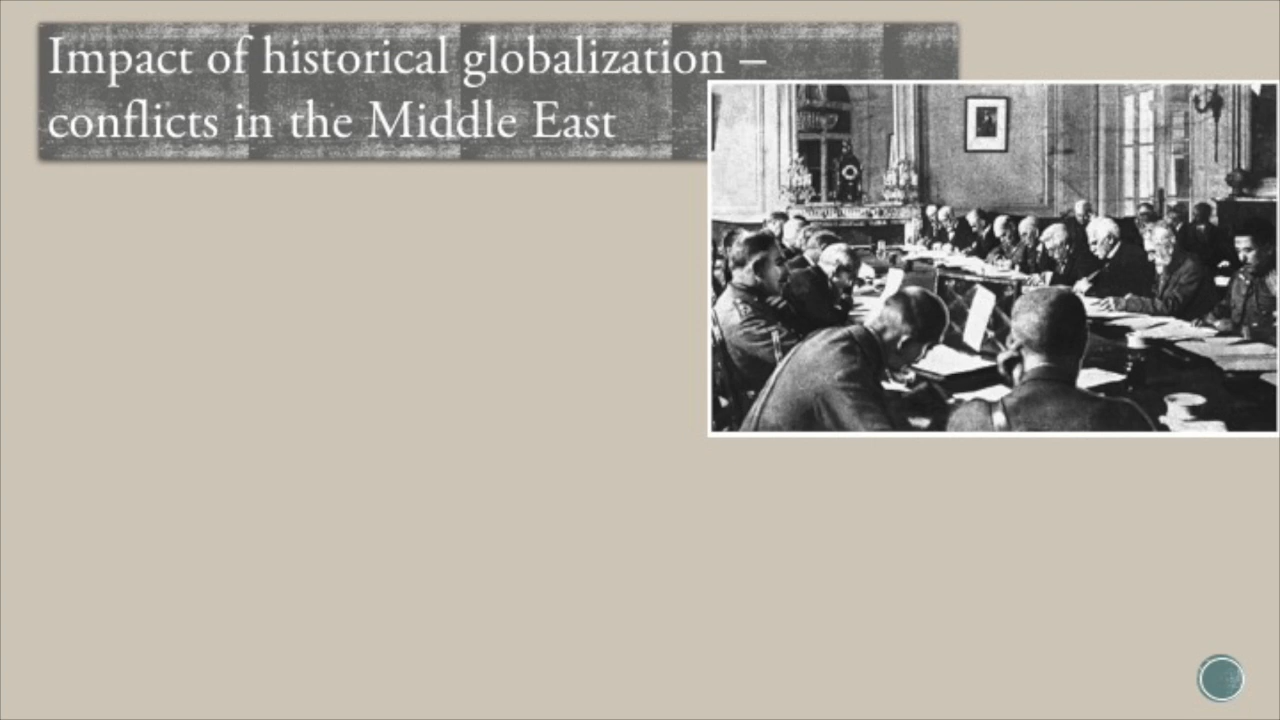 Impact of historical globalization –
conflicts in the Middle East